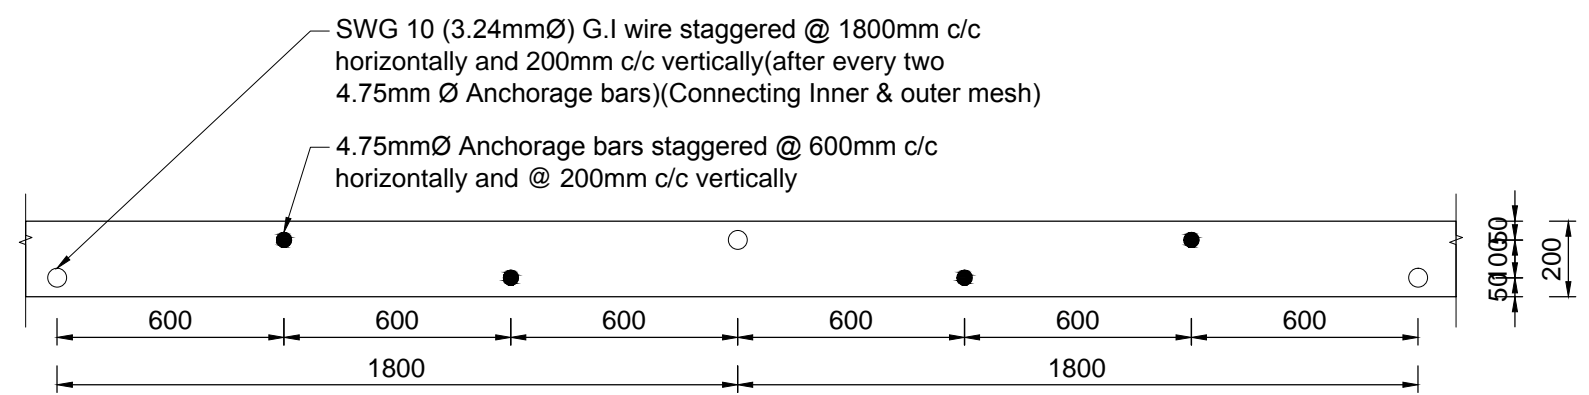 SWG 10 (3.24mmØ) G.I wire staggered @ 1800mm c/c
horizontally and 200mm c/c vertically(after every two
4.75mm Ø Anchorage bars)(Connecting Inner & outer mesh)
4.75mmØ Anchorage bars staggered @ 600mm c/c
horizontally and @ 200mm c/c vertically
50
100
50
200
600
600
600
600
600
600
1800
1800